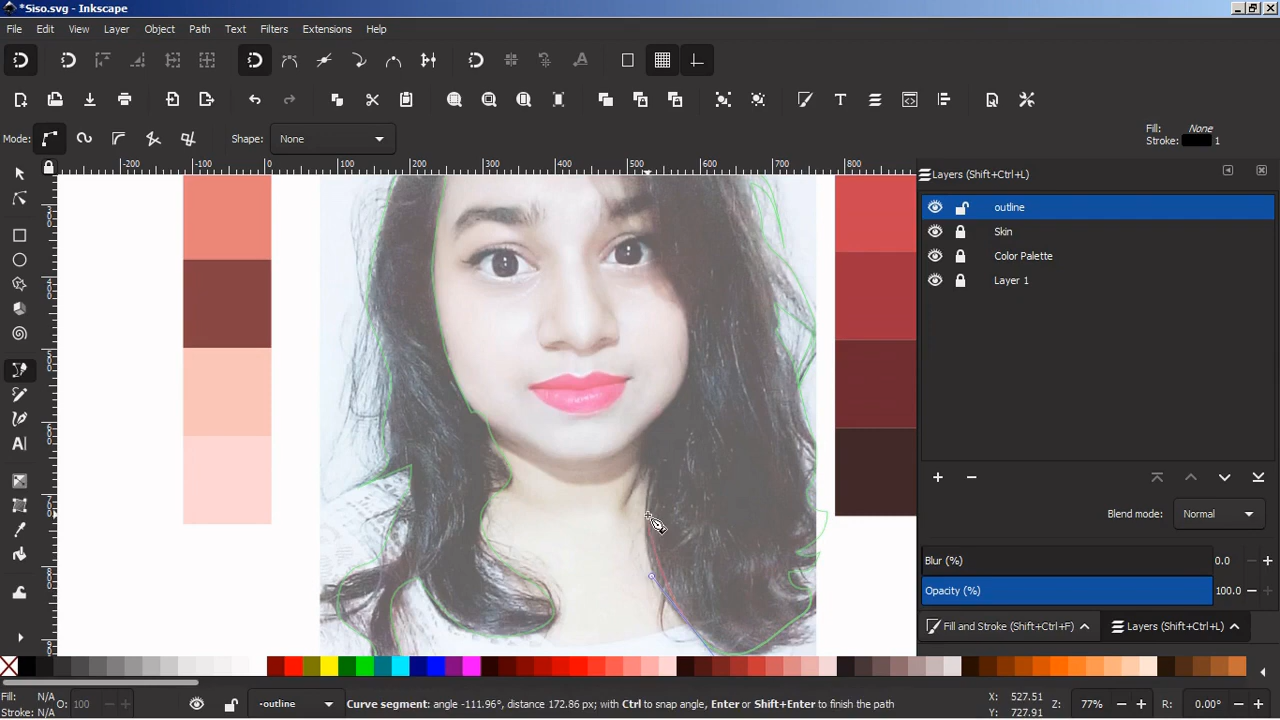 *Siso.svg - Inkscape
File Edit View Layer Object Path Text Filters Extensions Help
Mode: Shape: None Fill: None
Stroke: 1
-200 -100 0 100 200 300 400 500 600 700 800
Layers (Shift+Ctrl+L)
outline
Skin
Color Palette
Layer 1
Blend mode: Normal
Blur (%) 0.0
Opacity (%) 100.0
Fill and Stroke (Shift+Ctrl+F) Layers (Shift+Ctrl+L)
Fill: N/A
Stroke: N/A
O: 100 -outline Curve segment: angle -111.96°, distance 172.86 px; with Ctrl to snap angle, Enter or Shift+Enter to finish the path
X: 527.51
Y: 727.91
Z: 77% R: 0.00°